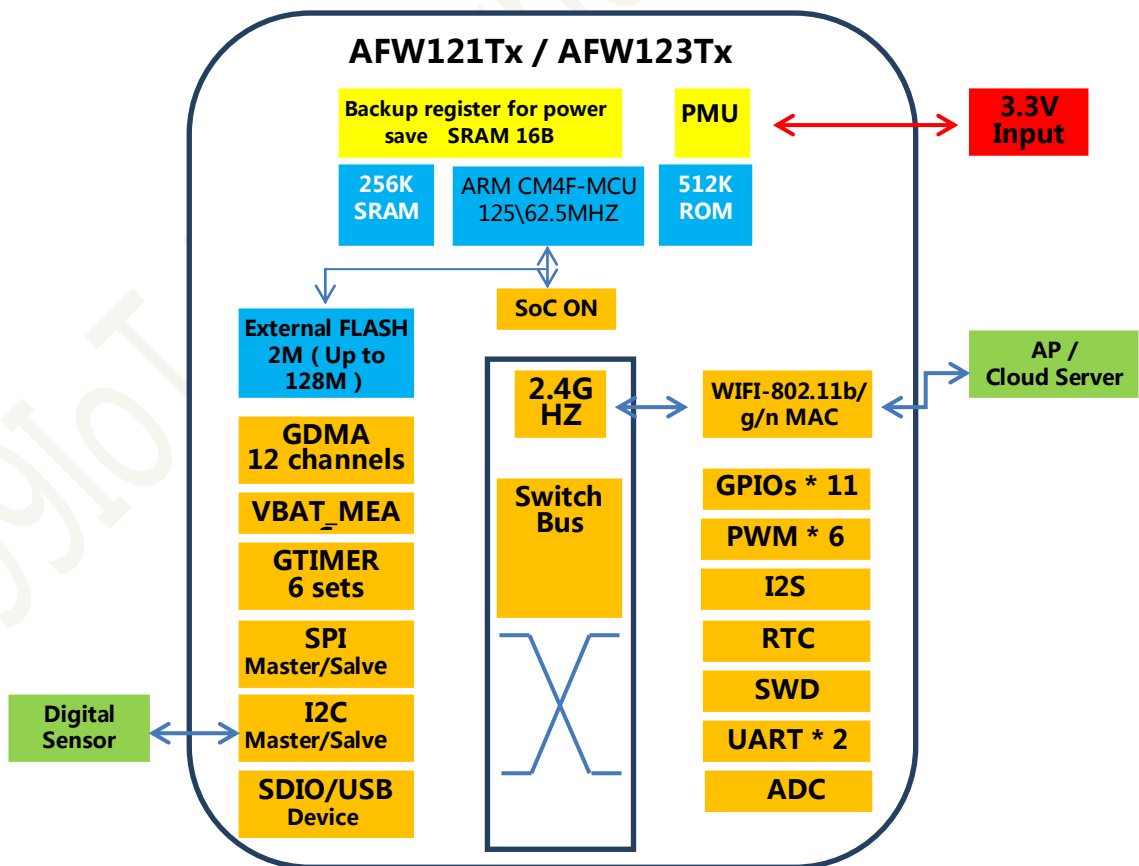 AFW121Tx / AFW123Tx
Backup register for power
save SRAM 16B
PMU
3.3V
Input
256K
SRAM
ARM CM4F-MCU
125\62.5MHZ
512K
ROM
SoC ON
External FLASH
2M ( Up to
128M )
AP /
Cloud Server
2.4G
HZ
WIFI-802.11b/
g/n MAC
GDMA
12 channels
VBAT_MEA
GTIMER
6 sets
SPI
Master/Salve
I2C
Master/Salve
SDIO/USB
Device
Digital
Sensor
Switch
Bus
GPIOs * 11
PWM * 6
I2S
RTC
SWD
UART * 2
ADC